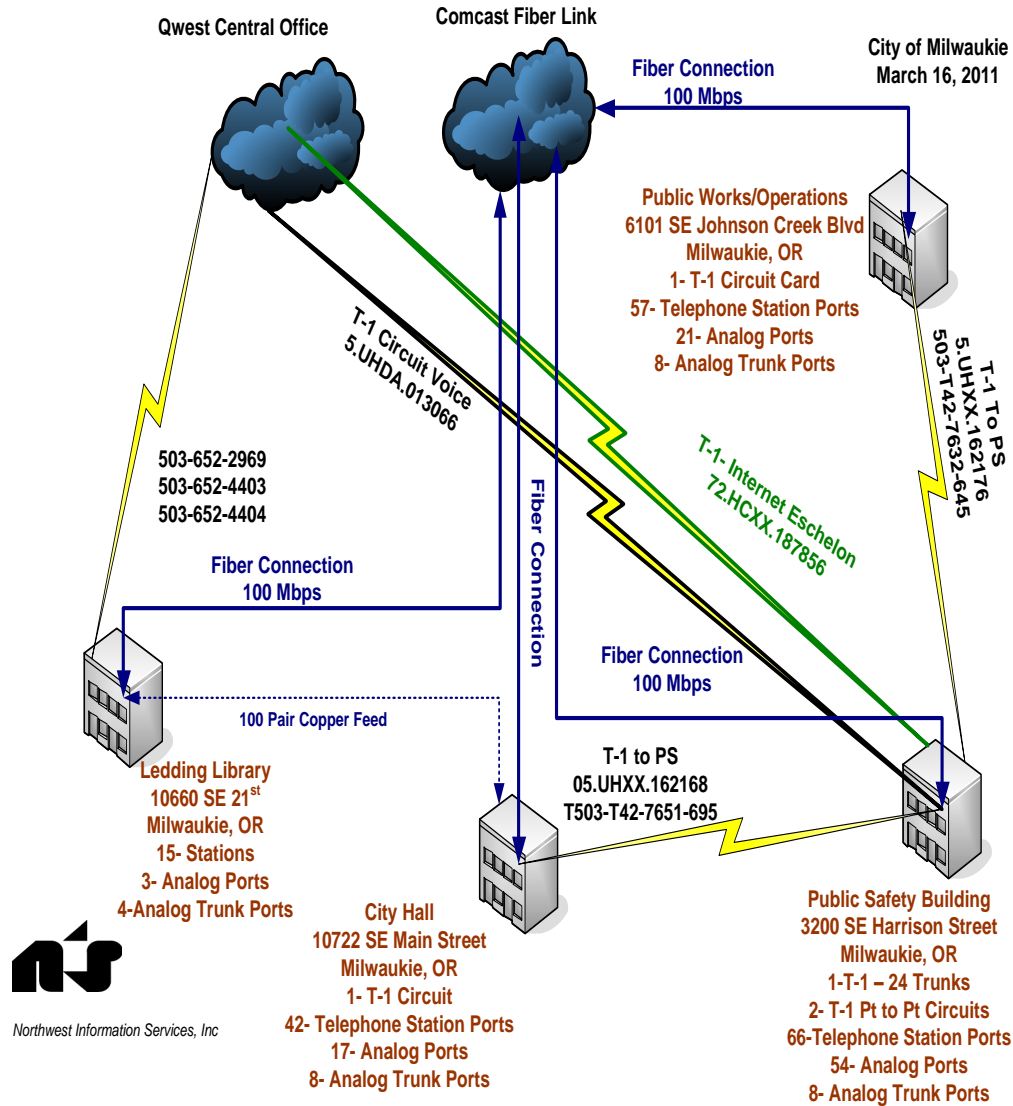 Qwest Central Office
Comcast Fiber Link
City of Milwaukie
March 16, 2011
Fiber Connection
100 Mbps
Public Works/Operations
6101 SE Johnson Creek Blvd
Milwaukie, OR
1- T-1 Circuit Card
57- Telephone Station Ports
21- Analog Ports
8- Analog Trunk Ports
T-1 Circuit Voice
5.UHDA.013066
T-1 To PS
5.UHXX.162176
503-T42-7632-645
T-1- Internet Eschelon
72.HCXX.187856
503-652-2969
503-652-4403
503-652-4404
Fiber Connection
Fiber Connection
100 Mbps
Fiber Connection
100 Mbps
100 Pair Copper Feed
T-1 to PS
05.UHXX.162168
T503-T42-7651-695
Ledding Library
10660 SE 21st
Milwaukie, OR
15- Stations
3- Analog Ports
4-Analog Trunk Ports
City Hall
10722 SE Main Street
Milwaukie, OR
1- T-1 Circuit
42- Telephone Station Ports
17- Analog Ports
8- Analog Trunk Ports
Public Safety Building
3200 SE Harrison Street
Milwaukie, OR
1-T-1 – 24 Trunks
2- T-1 Pt to Pt Circuits
66-Telephone Station Ports
54- Analog Ports
8- Analog Trunk Ports
nis
Northwest Information Services, Inc